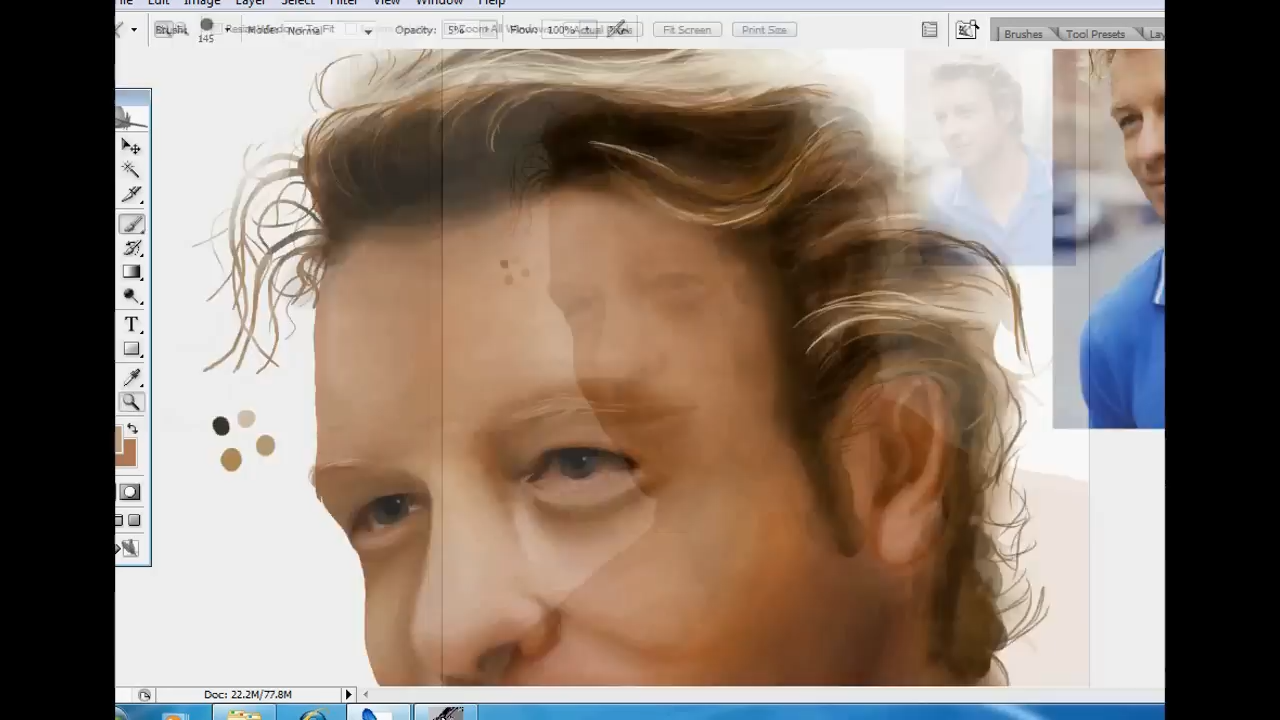 File Edit Image Layer Select Filter View Window Help
Brush: 145 Mode: Normal Opacity: 5% Flow: 100% Fit Screen Print Size Brushes Tool Presets
T
Doc: 22.2M/77.8M